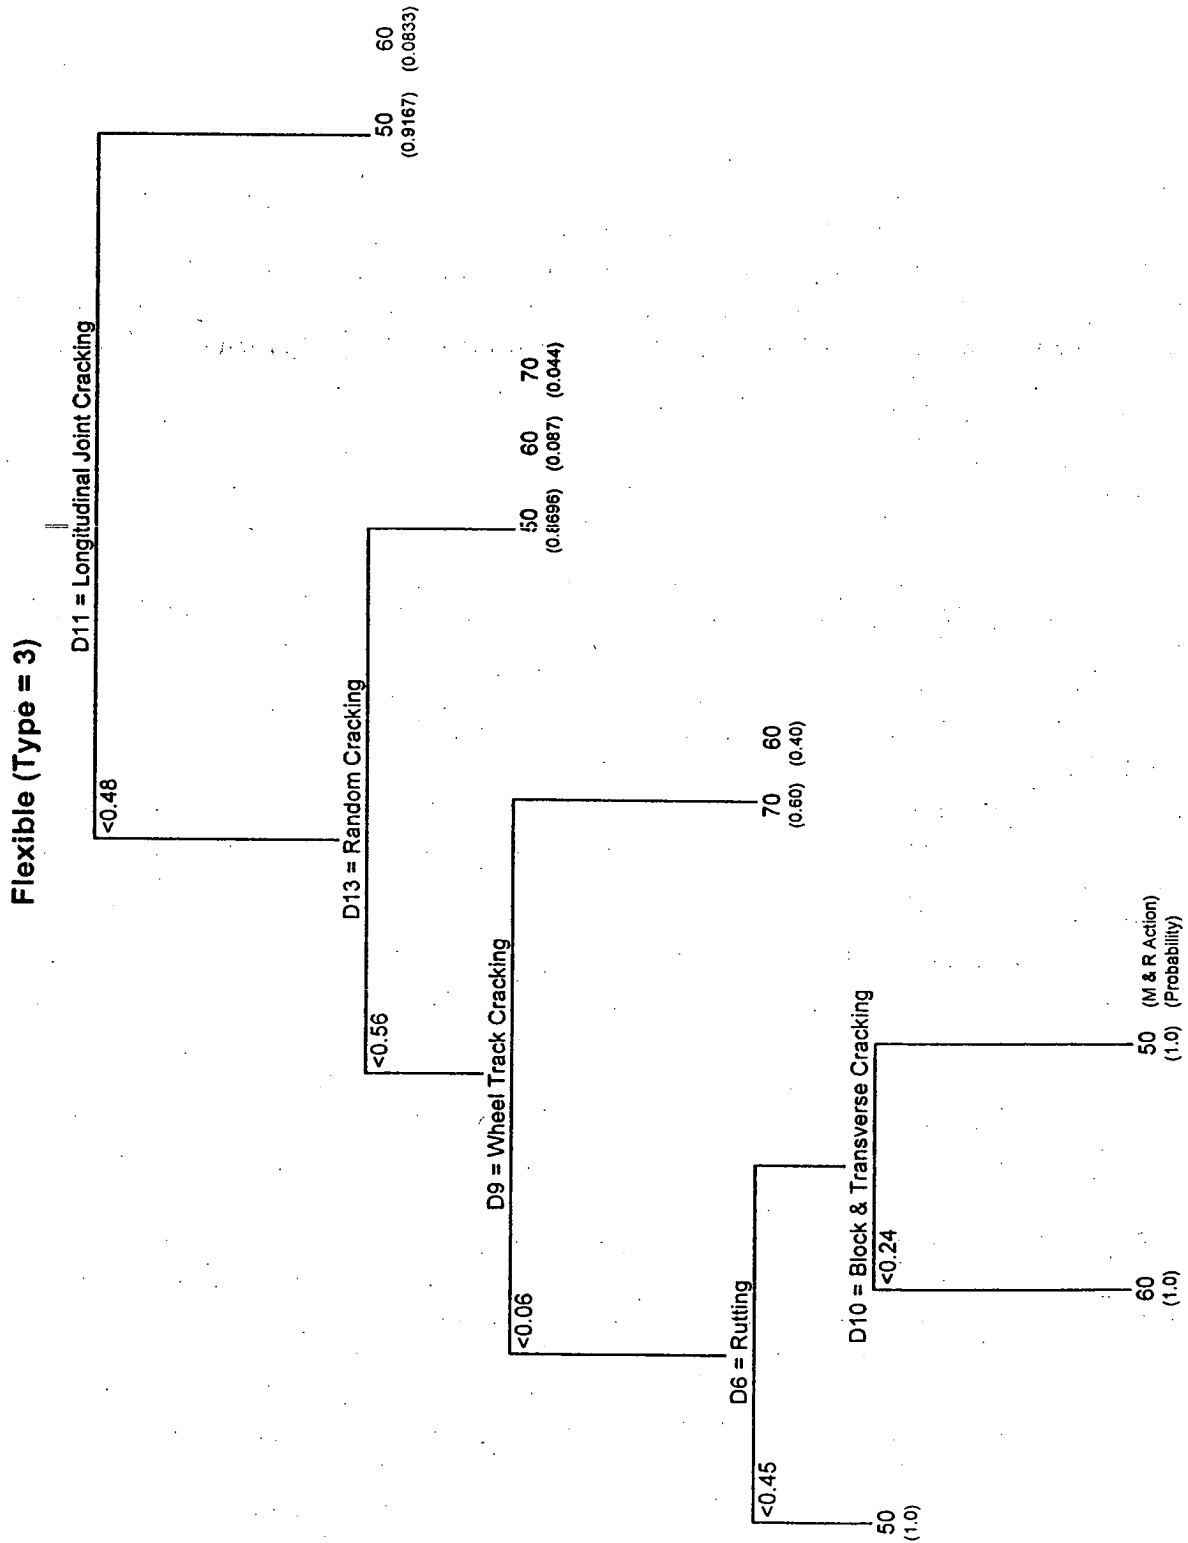 Flexible (Type = 3)
D11 = Longitudinal Joint Cracking
<0.48
50 60
(0.9167) (0.0833)
D13 = Random Cracking
<0.56
50 60 70
(0.8696) (0.087) (0.044)
D9 = Wheel Track Cracking
<0.06
70 60
(0.60) (0.40)
D6 = Rutting
<0.45
50
(1.0)
D10 = Block & Transverse Cracking
<0.24
60 50 (M & R Action)
(1.0) (1.0) (Probability)